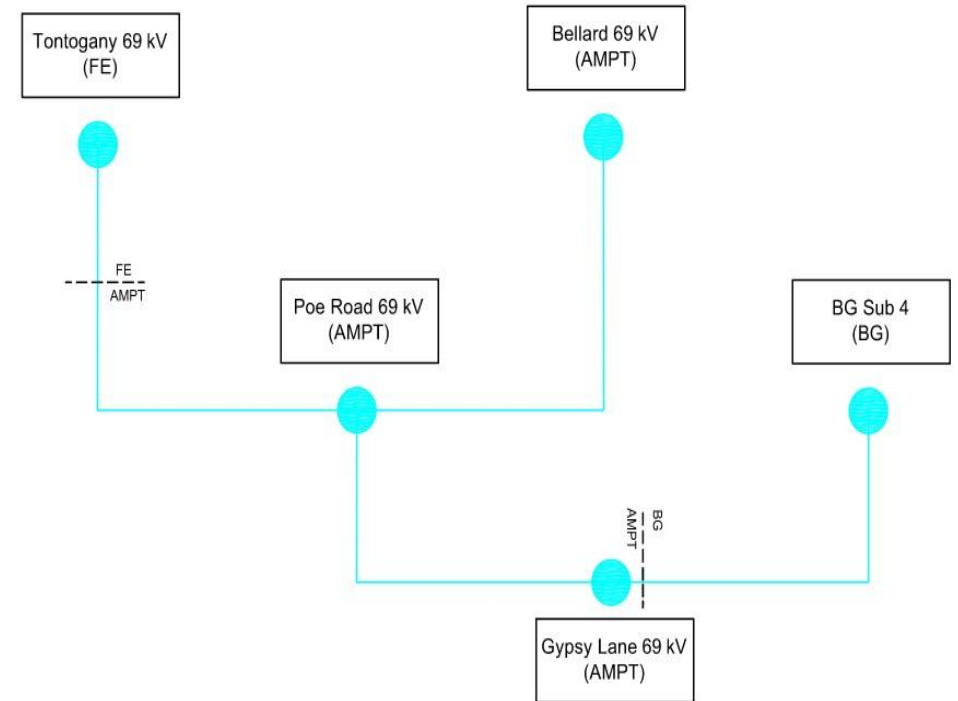 Tontogany 69 kV
(FE)
Bellard 69 kV
(AMPT)
FE
AMPT
Poe Road 69 kV
(AMPT)
BG Sub 4
(BG)
BG
AMPT
Gypsy Lane 69 kV
(AMPT)